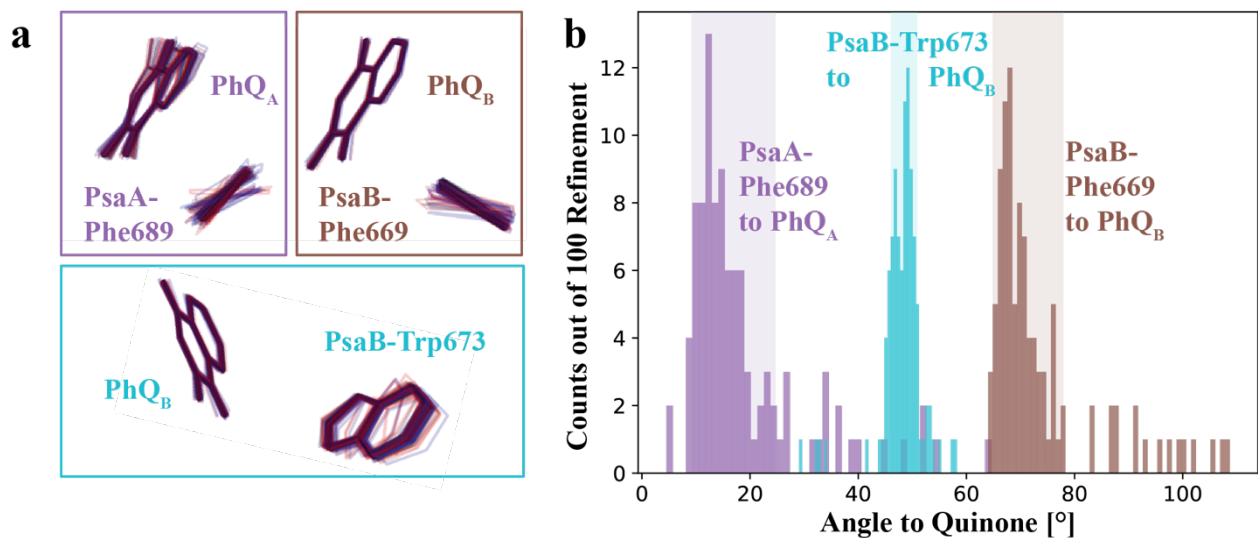 a
PhQA
PsaA-
Phe689
PhQB
PsaB-
Phe669
PsaB-Trp673
PhQB
b
Counts out of 100 Refinement
12
10
8
6
4
2
0
PsaB-Trp673
to PhQB
PsaA-
Phe689
to PhQA
PsaB-
Phe669
to PhQB
0 20 40 60 80 100
Angle to Quinone [°]